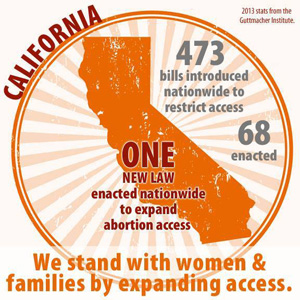 2013 stats from the
Guttmacher Institute.
CALIFORNIA
473
bills introduced
nationwide to
restrict access
68
enacted
ONE
NEW LAW
enacted nationwide
to expand
abortion access
We stand with women &
families by expanding access.